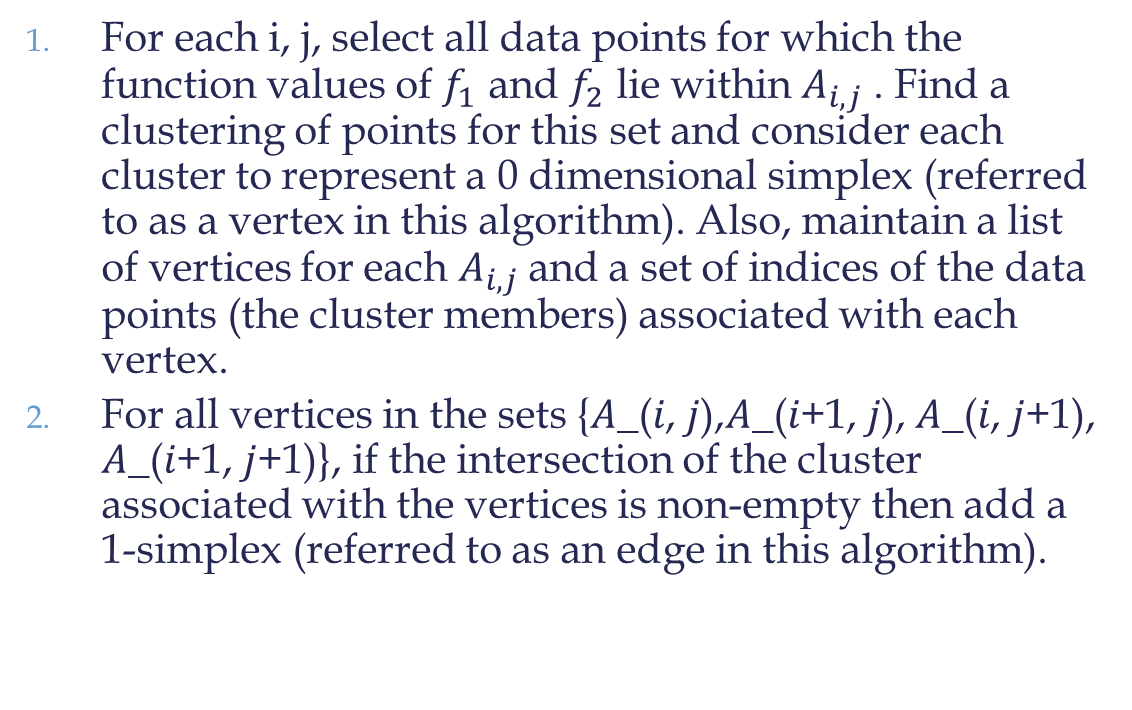 1. For each i, j, select all data points for which the
function values of f₁ and f₂ lie within A_{i,j} . Find a
clustering of points for this set and consider each
cluster to represent a 0 dimensional simplex (referred
to as a vertex in this algorithm). Also, maintain a list
of vertices for each A_{i,j} and a set of indices of the data
points (the cluster members) associated with each
vertex.
2. For all vertices in the sets {A_(i, j),A_(i+1, j), A_(i, j+1),
A_(i+1, j+1)}, if the intersection of the cluster
associated with the vertices is non-empty then add a
1-simplex (referred to as an edge in this algorithm).